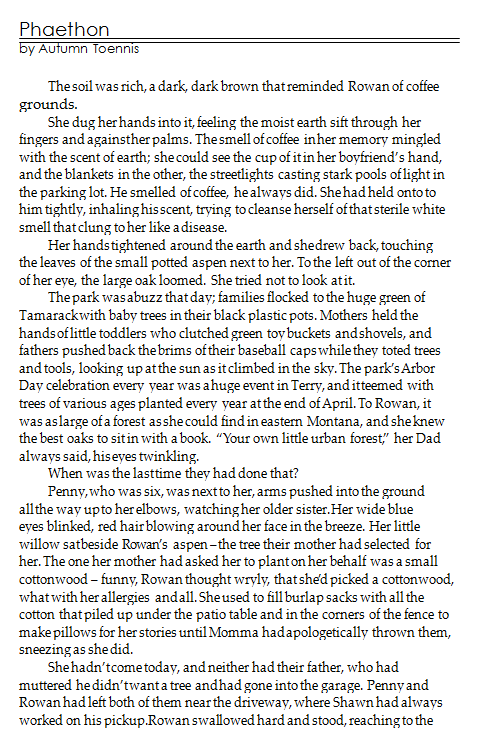 Phaethon
by Autumn Toennis
The soil was rich, a dark, dark brown that reminded Rowan of coffee
grounds.
She dug her hands into it, feeling the moist earth sift through her
fingers and against her palms. The smell of coffee in her memory mingled
with the scent of earth; she could see the cup of it in her boyfriend's hand,
and the blankets in the other, the streetlights casting stark pools of light in
the parking lot. He smelled of coffee, he always did. She had held onto to
him tightly, inhaling his scent, trying to cleanse herself of that sterile white
smell that clung to her like a disease.
Her hands tightened around the earth and she drew back, touching
the leaves of the small potted aspen next to her. To the left out of the corner
of her eye, the large oak loomed. She tried not to look at it.
The park was abuzz that day; families flocked to the huge green of
Tamarack with baby trees in their black plastic pots. Mothers held the
hands of little toddlers who clutched green toy buckets and shovels, and
fathers pushed back the brims of their baseball caps while they toted trees
and tools, looking up at the sun as it climbed in the sky. The park's Arbor
Day celebration every year was a huge event in Terry, and it teemed with
trees of various ages planted every year at the end of April. To Rowan, it
was as large of a forest as she could find in eastern Montana, and she knew
the best oaks to sit in with a book. "Your own little urban forest," her Dad
always said, his eyes twinkling.
When was the last time they had done that?
Penny, who was six, was next to her, arms pushed into the ground
all the way up to her elbows, watching her older sister. Her wide blue
eyes blinked, red hair blowing around her face in the breeze. Her little
willow sat beside Rowan's aspen – the tree their mother had selected for
her. The one her mother had asked her to plant on her behalf was a small
cottonwood – funny, Rowan thought wryly, that she'd picked a cottonwood,
what with her allergies and all. She used to fill burlap sacks with all the
cotton that piled up under the patio table and in the corners of the fence to
make pillows for her stories until Momma had apologetically thrown them,
sneezing as she did.
She hadn't come today, and neither had their father, who had
muttered he didn't want a tree and had gone into the garage. Penny and
Rowan had left both of them near the driveway, where Shawn had always
worked on his pickup. Rowan swallowed hard and stood, reaching to the